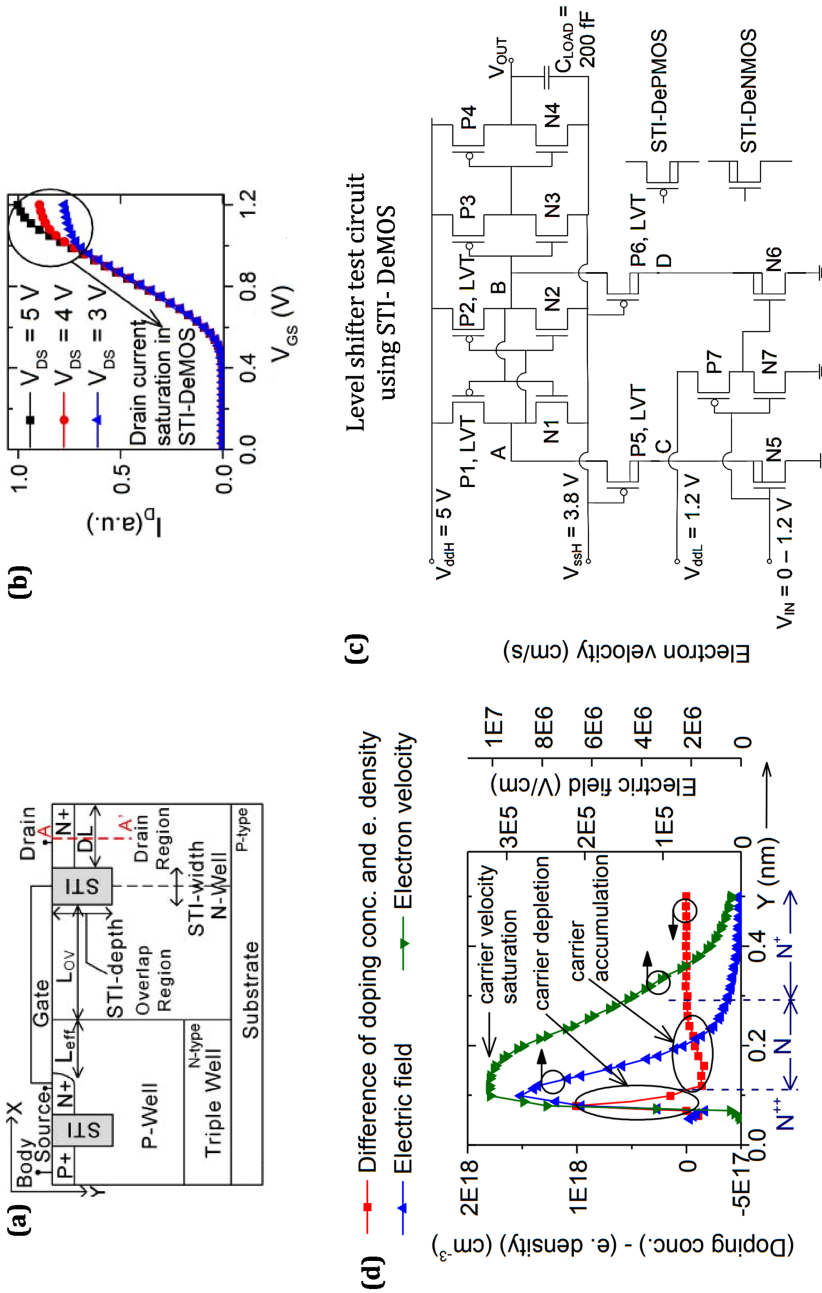 (a)
X
Y
Body
Source
Gate
Drain
P+
STI
N+
Leff
LOV
STI
A
N+
DL
A'
STI-depth
Overlap
Region
Drain
Region
STI-width
P-Well
N-Well
N-type
P-type
Triple Well
Substrate
(b)
ID(a.u.)
1.0
0.5
0.0
VDS = 5 V
VDS = 4 V
VDS = 3 V
Drain current
saturation in
STI-DeMOS
0.0
0.4
0.8
1.2
VGS (V)
(c)
Level shifter test circuit
using STI- DeMOS
VddH = 5 V
P1, LVT
P2, LVT
P3
P4
A
B
VOUT
N1
N2
N3
N4
CLOAD =
200 fF
VssH = 3.8 V
P5, LVT
P6, LVT
C
D
STI-DePMOS
VddL = 1.2 V
P7
STI-DeNMOS
N5
N7
N6
VIN = 0 – 1.2 V
(d)
Difference of doping conc. and e. density
Electric field
Electron velocity
(Doping conc.) - (e. density) (cm-3)
2E18
1E18
0
-5E17
carrier velocity
saturation
carrier depletion
carrier
accumulation
0.0
0.2
0.4
Y (nm)
N++
N
N+
3E5
2E5
1E5
0
Electric field (V/cm)
1E7
8E6
6E6
4E6
2E6
0
Electron velocity (cm/s)